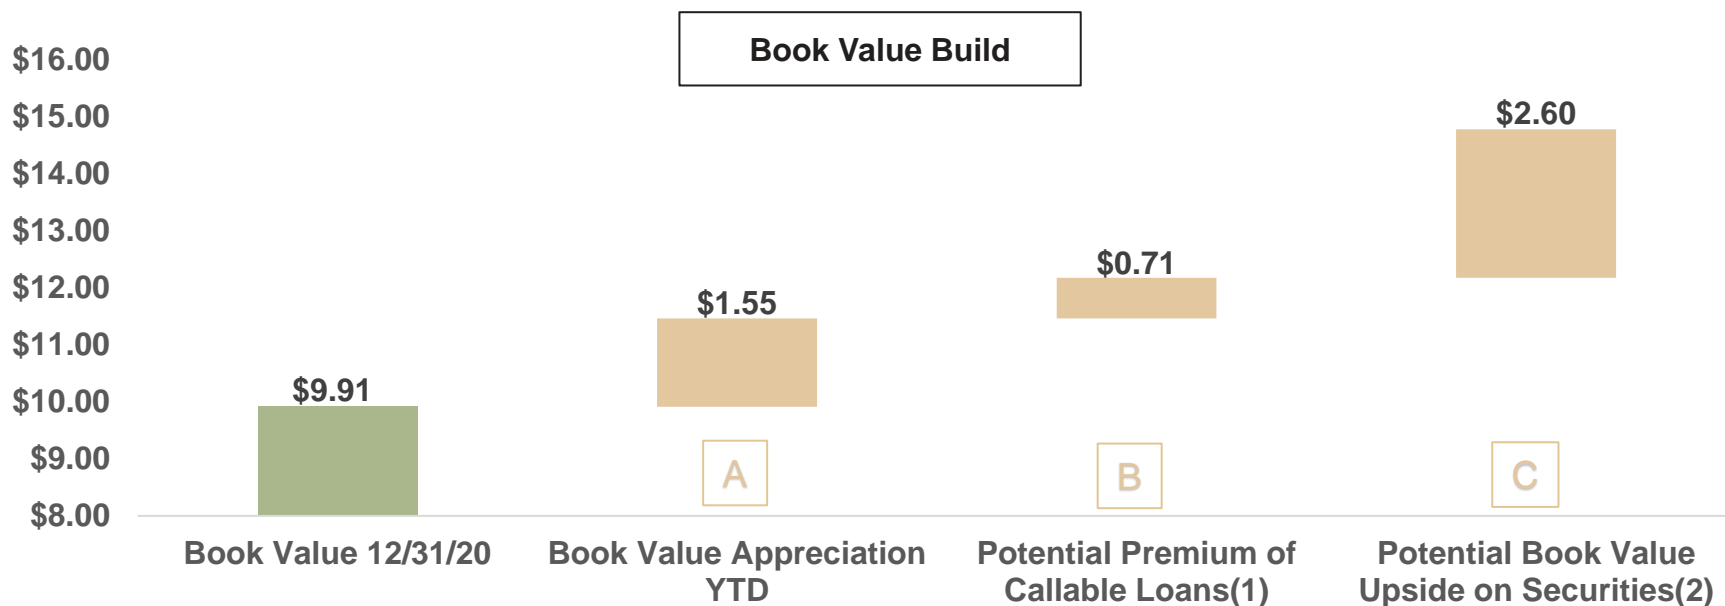 Book Value Build
$16.00
$15.00
$14.00
$13.00
$12.00
$11.00
$10.00
$9.00
$8.00
$9.91
$1.55
$0.71
$2.60
A
B
C
Book Value 12/31/20
Book Value Appreciation
YTD
Potential Premium of
Callable Loans(1)
Potential Book Value
Upside on Securities(2)